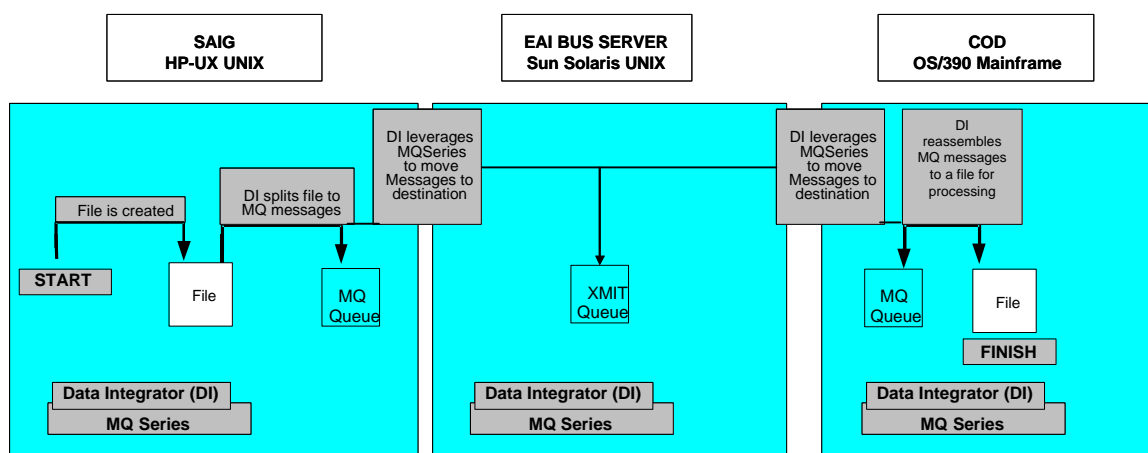 SAIG
HP-UX UNIX
EAI BUS SERVER
Sun Solaris UNIX
COD
OS/390 Mainframe
File is created
START
File
DI splits file to
MQ messages
MQ
Queue
DI leverages
MQSeries
to move
Messages to
destination
XMIT
Queue
DI leverages
MQSeries
to move
Messages to
destination
DI
reassembles
MQ messages
to a file for
processing
MQ
Queue
File
FINISH
Data Integrator (DI)
MQ Series
Data Integrator (DI)
MQ Series
Data Integrator (DI)
MQ Series